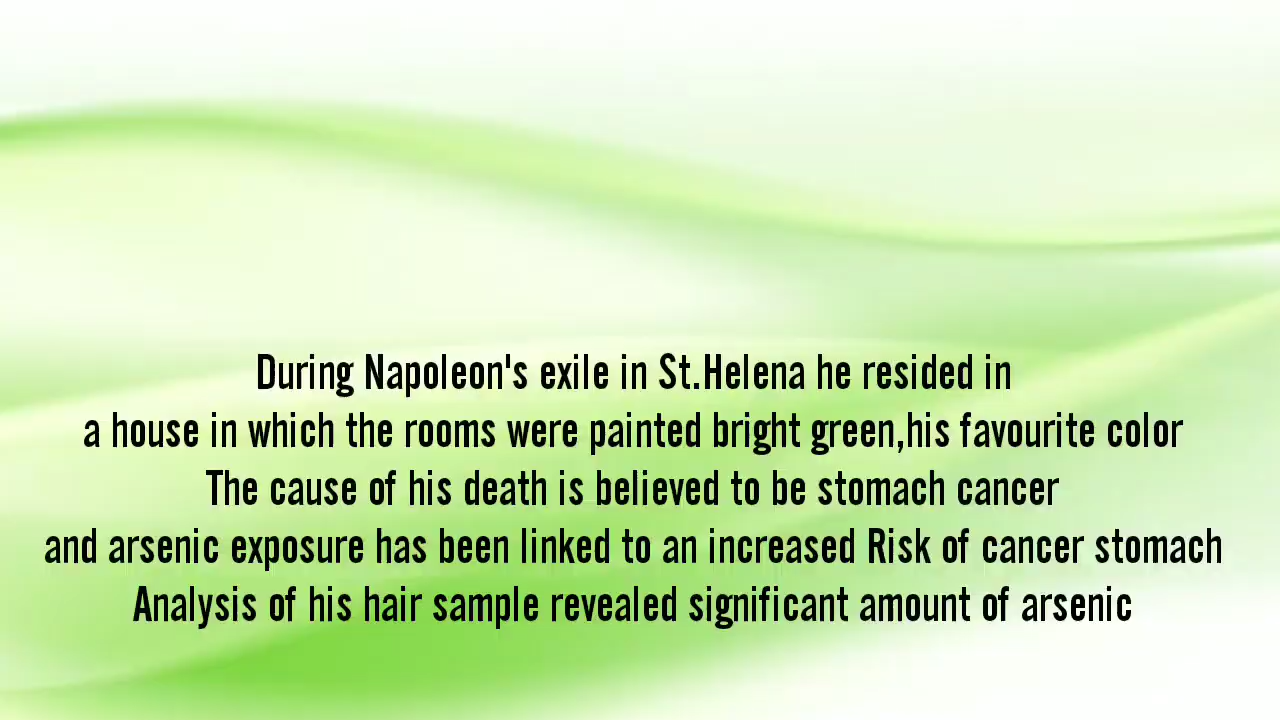 During Napoleon's exile in St.Helena he resided in
a house in which the rooms were painted bright green,his favourite color
The cause of his death is believed to be stomach cancer
and arsenic exposure has been linked to an increased Risk of cancer stomach
Analysis of his hair sample revealed significant amount of arsenic